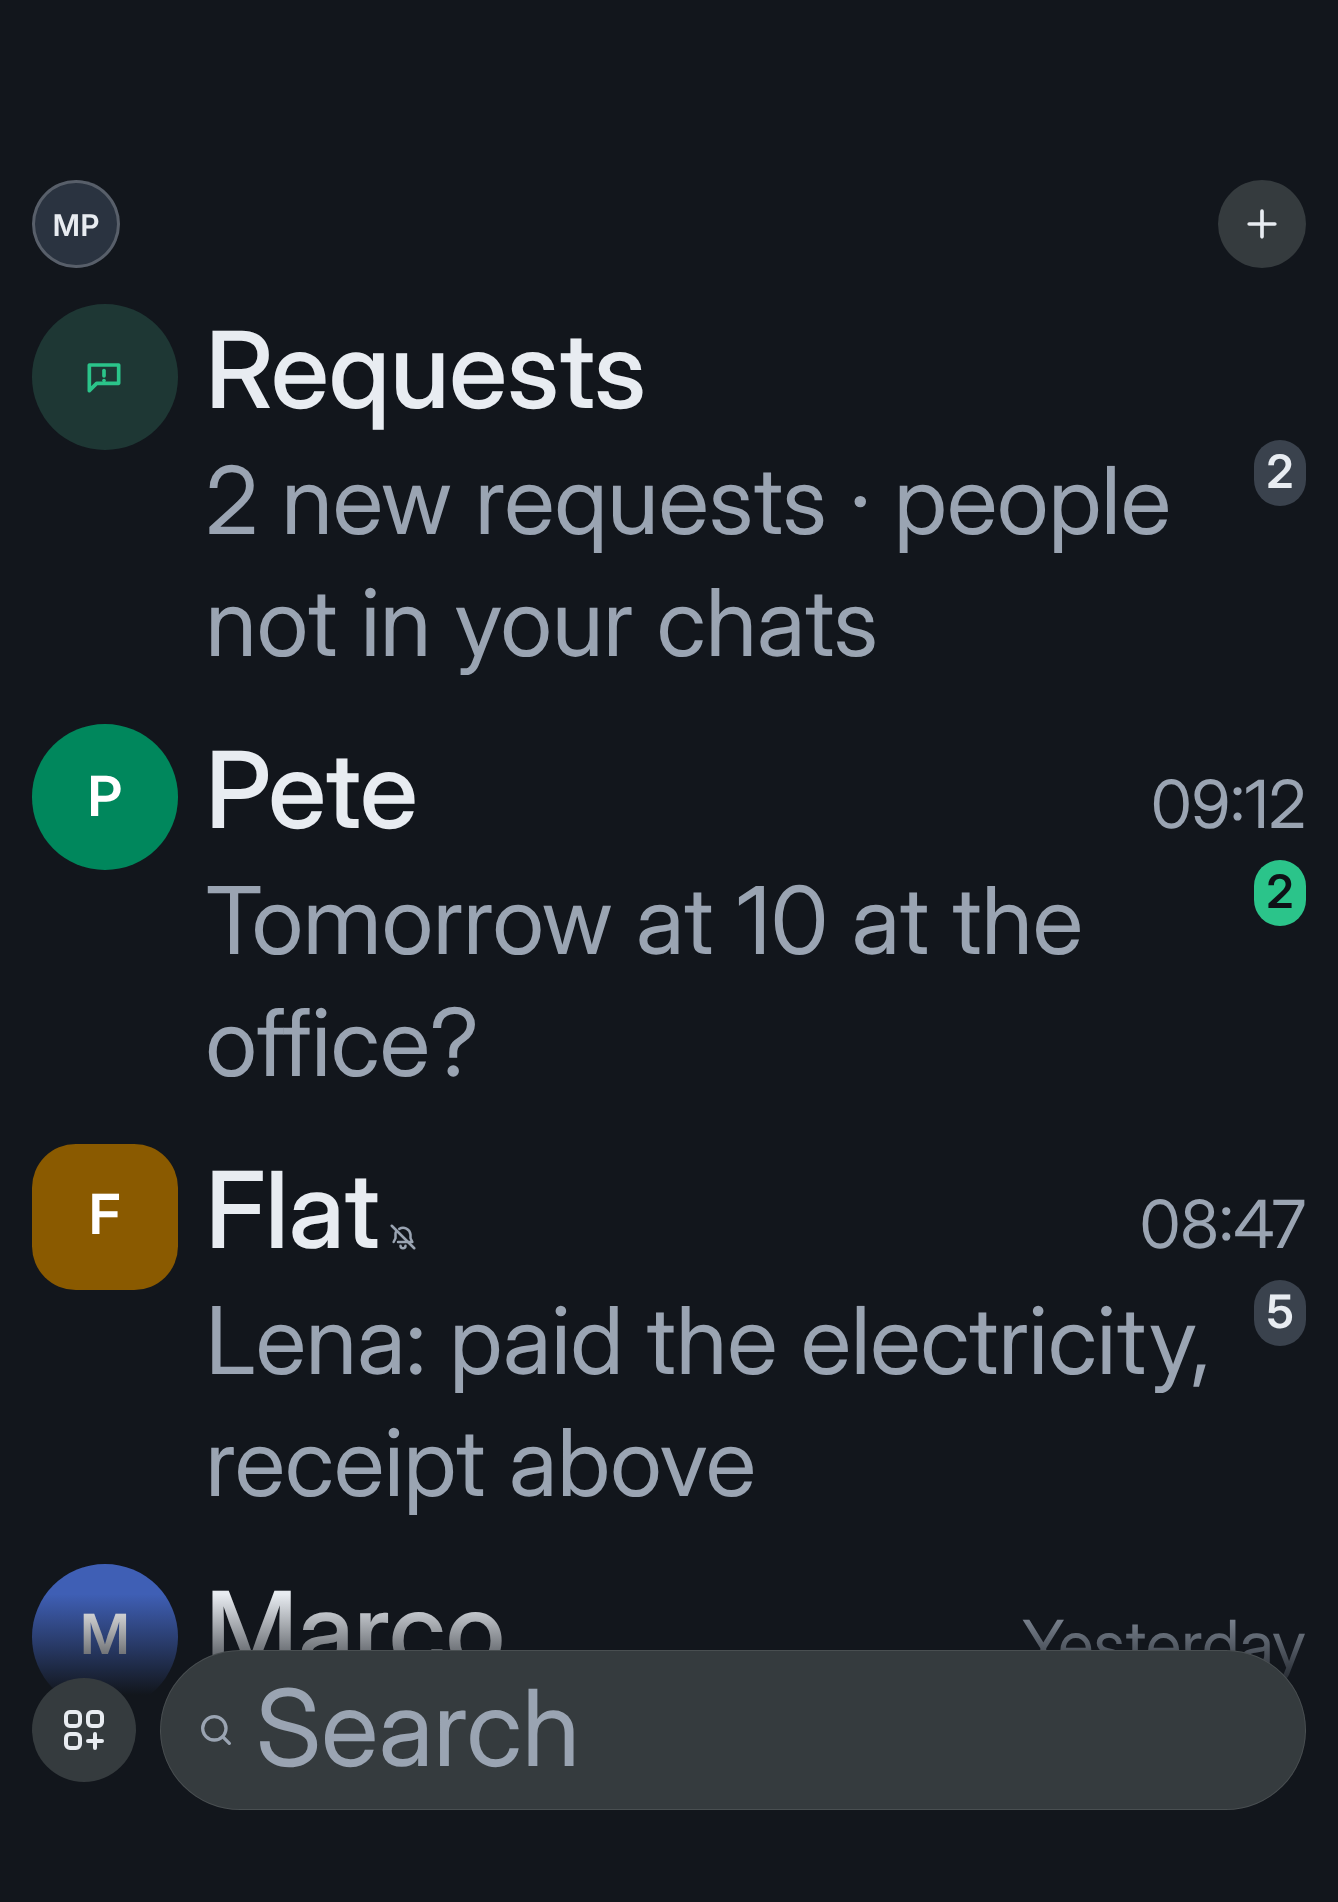 MP
Requests
2 new requests · people
2
not in your chats
P
Pete
09:12
Tomorrow at 10 at the
2
office?
F
Flat
08:47
Lena: paid the electricity,
5
receipt above
M
Marco
Yesterday
Search